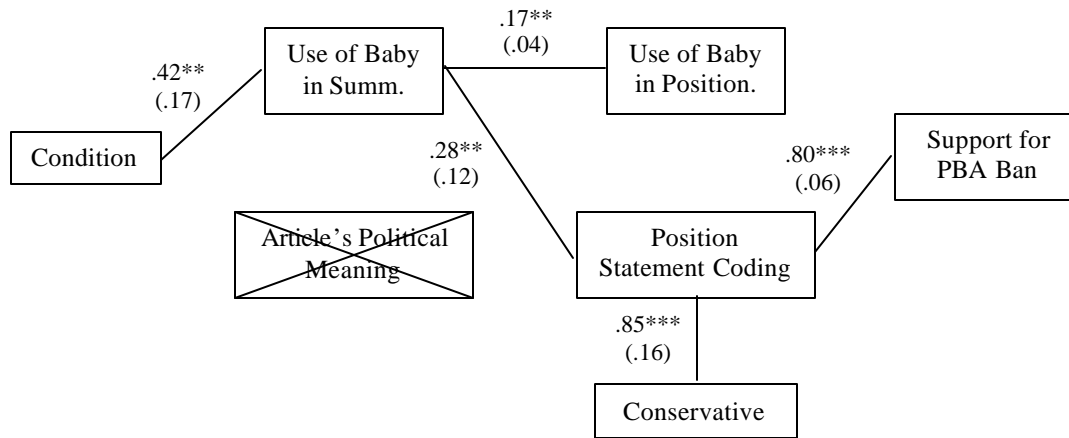 .17**
(.04)
Use of Baby
in Summ.
Use of Baby
in Position.
.42**
(.17)
Condition
.28**
(.12)
.80***
(.06)
Support for
PBA Ban
Article's Political
Meaning
Position
Statement Coding
.85***
(.16)
Conservative